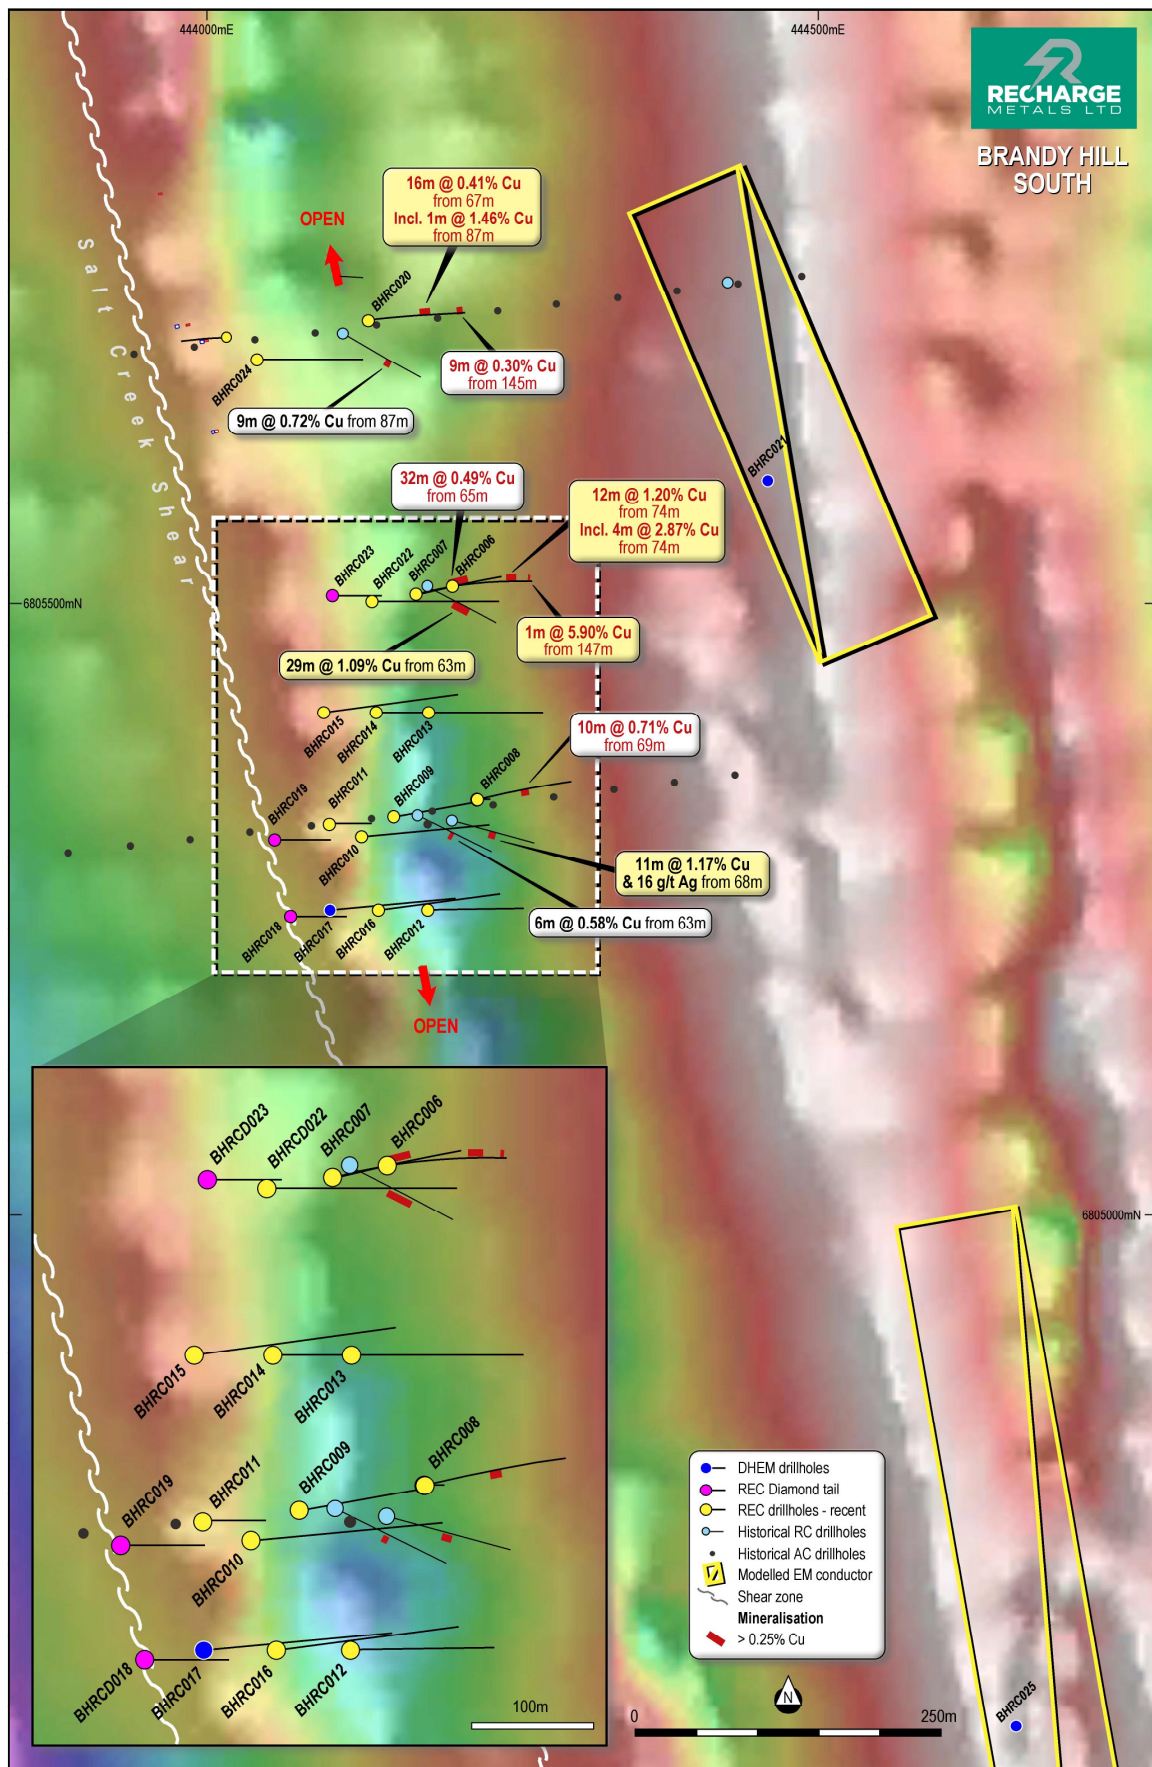 444000mE
444500mE
RECHARGE
METALS LTD
BRANDY HILL
SOUTH
Salt Creek Shear
OPEN
16m @ 0.41% Cu
from 67m
Incl. 1m @ 1.46% Cu
from 87m
BHRC020
9m @ 0.30% Cu
from 145m
BHRC024
9m @ 0.72% Cu from 87m
BHRC021
32m @ 0.49% Cu
from 65m
12m @ 1.20% Cu
from 74m
Incl. 4m @ 2.87% Cu
from 74m
BHRC023
BHRC022
BHRC007
BHRC006
6805500mN
1m @ 5.90% Cu
from 147m
29m @ 1.09% Cu from 63m
BHRC015
BHRC014
BHRC013
10m @ 0.71% Cu
from 69m
BHRC019
BHRC011
BHRC009
BHRC008
BHRC010
11m @ 1.17% Cu
& 16 g/t Ag from 68m
6m @ 0.58% Cu from 63m
BHRC018
BHRC017
BHRC016
BHRC012
OPEN
BHRCD023
BHRCD022
BHRC007
BHRC006
6805000mN
BHRC015
BHRC014
BHRC013
BHRC019
BHRC011
BHRC009
BHRC008
BHRC010
BHRCD018
BHRC017
BHRC016
BHRC012
100m
DHEM drillholes
REC Diamond tail
REC drillholes - recent
Historical RC drillholes
Historical AC drillholes
Modelled EM conductor
Shear zone
Mineralisation
> 0.25% Cu
N
0
250m
BHRC025